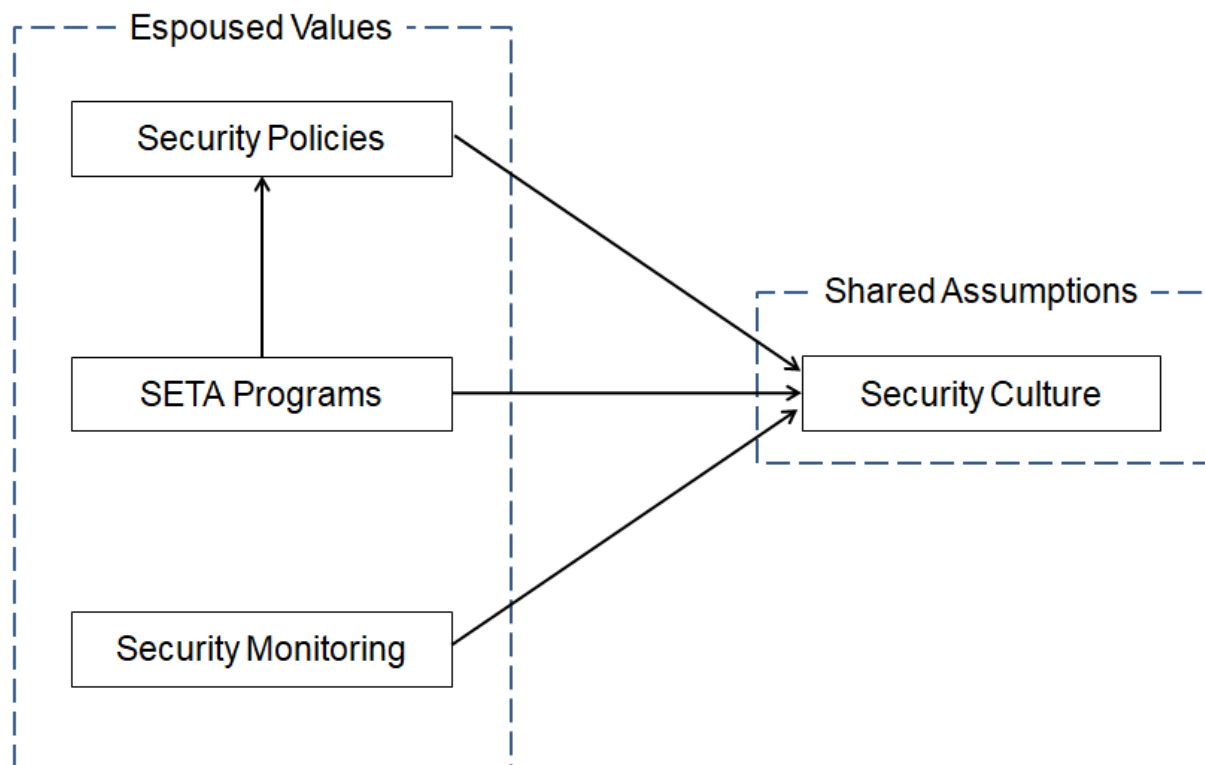 Espoused Values
Security Policies
SETA Programs
Security Monitoring
Shared Assumptions
Security Culture